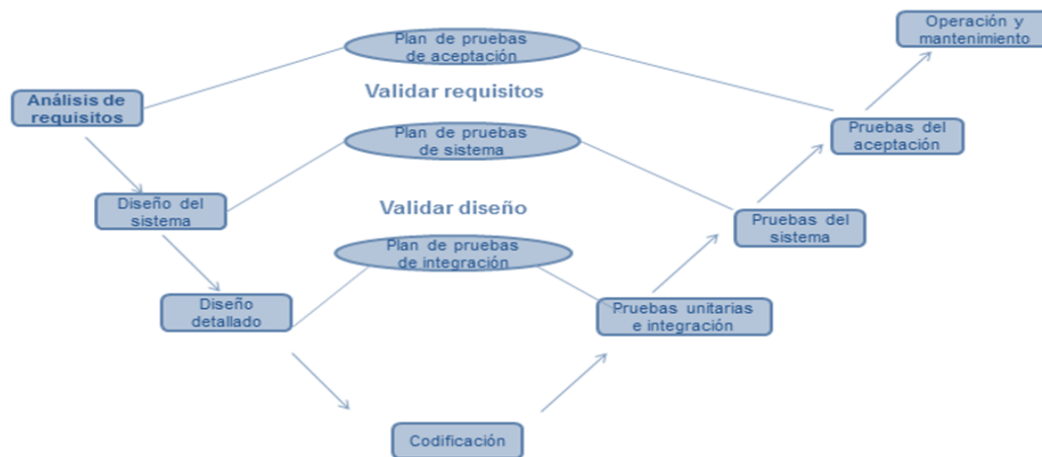 Operación y
mantenimiento
Plan de pruebas
de aceptación
Validar requisitos
Análisis de
requisitos
Pruebas del
aceptación
Plan de pruebas
de sistema
Diseño del
sistema
Validar diseño
Pruebas del
sistema
Plan de pruebas
de integración
Diseño
detallado
Pruebas unitarias
e integración
Codificación